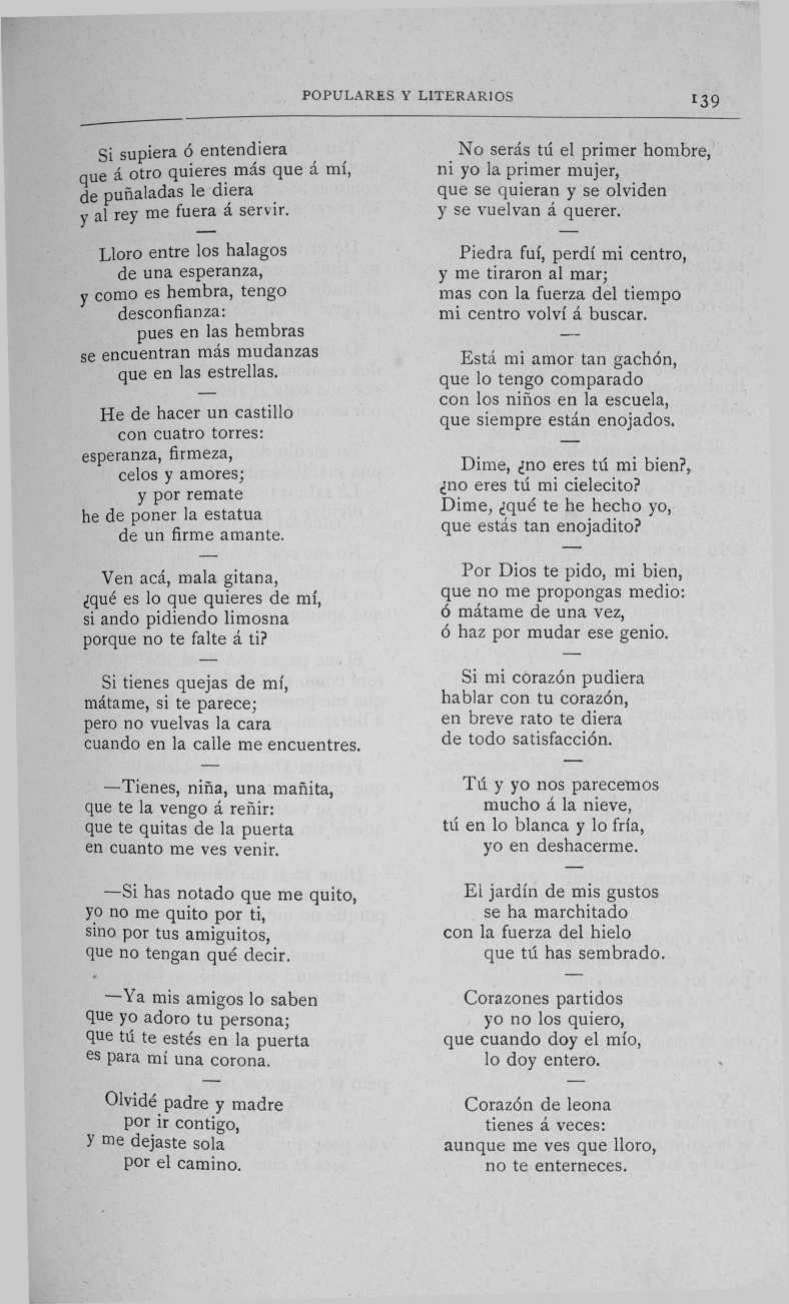 POPULARES Y LITERARIOS 139
Si supiera ó entendiera
que á otro quieres más que á mí,
de puñaladas le diera
y al rey me fuera á servir.
Lloro entre los halagos
de una esperanza,
y como es hembra, tengo
desconfianza:
pues en las hembras
se encuentran más mudanzas
que en las estrellas.
He de hacer un castillo
con cuatro torres:
esperanza, firmeza,
celos y amores;
y por remate
he de poner la estatua
de un firme amante.
Ven acá, mala gitana,
¿qué es lo que quieres de mí,
si ando pidiendo limosna
porque no te falte á ti?
Si tienes quejas de mí,
mátame, si te parece;
pero no vuelvas la cara
cuando en la calle me encuentres.
—Tienes, niña, una mañita,
que te la vengo á reñir:
que te quitas de la puerta
en cuanto me ves venir.
—Si has notado que me quito,
yo no me quito por ti,
sino por tus amiguitos,
que no tengan qué decir.
—Ya mis amigos lo saben
que yo adoro tu persona;
que tú te estés en la puerta
es para mí una corona.
Olvidé padre y madre
por ir contigo,
y me dejaste sola
por el camino.
No serás tú el primer hombre,
ni yo la primer mujer,
que se quieran y se olviden
y se vuelvan á querer.
Piedra fuí, perdí mi centro,
y me tiraron al mar;
mas con la fuerza del tiempo
mi centro volví á buscar.
Está mi amor tan gachón,
que lo tengo comparado
con los niños en la escuela,
que siempre están enojados.
Dime, ¿no eres tú mi bien?,
¿no eres tú mi cielecito?
Dime, ¿qué te he hecho yo,
que estás tan enojadito?
Por Dios te pido, mi bien,
que no me propongas medio:
ó mátame de una vez,
ó haz por mudar ese genio.
Si mi corazón pudiera
hablar con tu corazón,
en breve rato te diera
de todo satisfacción.
Tú y yo nos parecemos
mucho á la nieve,
tú en lo blanca y lo fría,
yo en deshacerme.
El jardín de mis gustos
se ha marchitado
con la fuerza del hielo
que tú has sembrado.
Corazones partidos
yo no los quiero,
que cuando doy el mío,
lo doy entero.
Corazón de leona
tienes á veces:
aunque me ves que lloro,
no te enterneces.